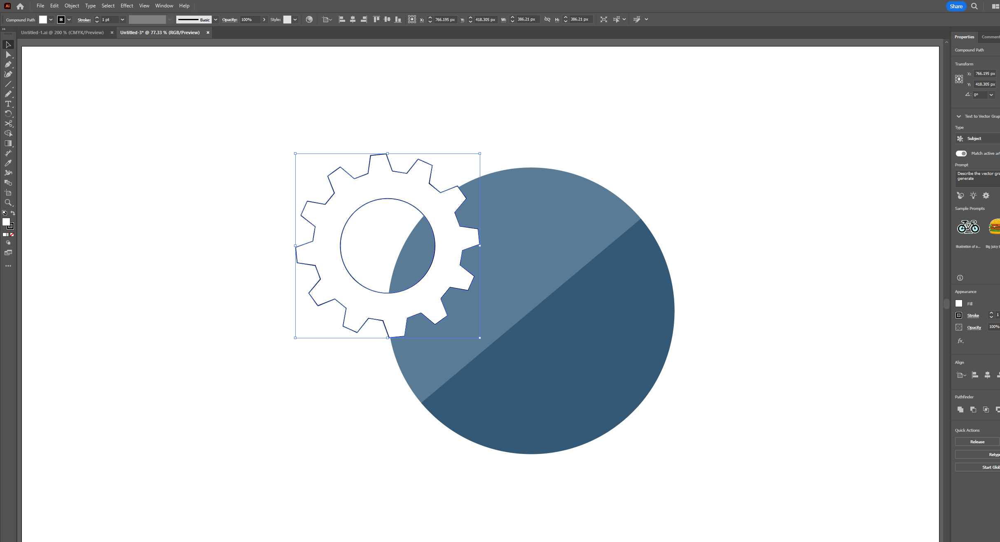 Ai File Edit Object Type Select Effect View Window Help Share
Compound Path Stroke: 1 pt Basic Opacity: 100% Style: X: 766.195 px Y: 418.305 px W: 386.21 px H: 386.21 px
Untitled-1.ai @ 200 % (CMYK/Preview) × Untitled-3* @ 77.33 % (RGB/Preview) ×
Properties Comment
Compound Path
Transform
X: 766.195 px
Y: 418.305 px
0°
Text to Vector Grap
Type
Subject
Match active art
Prompt
Describe the vector gra
generate
Sample Prompts
Illustration of a... Big juicy b
Appearance
Fill
Stroke 1
Opacity 100%
fx.
Align
Pathfinder
Quick Actions
Release
Retype
Start Glob